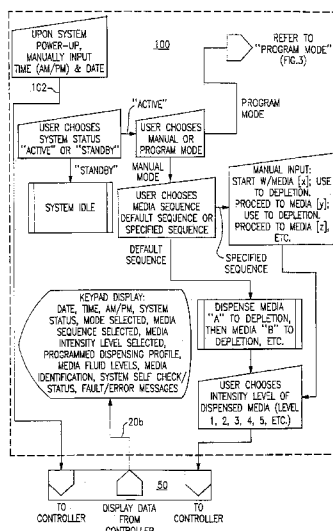 UPON SYSTEM
POWER-UP,
MANUALLY INPUT
TIME (AM/PM) & DATE
100
REFER TO
"PROGRAM MODE"
(FIG.3)
102
"ACTIVE"
PROGRAM
MODE
USER CHOOSES
SYSTEM STATUS
"ACTIVE" OR "STANDBY"
USER CHOOSES
MANUAL OR
PROGRAM MODE
"STANDBY"
MANUAL
MODE
SYSTEM IDLE
USER CHOOSES
MEDIA SEQUENCE
DEFAULT SEQUENCE OR
SPECIFIED SEQUENCE
MANUAL INPUT:
START W/MEDIA [x]; USE
TO DEPLETION.
PROCEED TO MEDIA [y];
USE TO DEPLETION.
PROCEED TO MEDIA [z],
ETC.
DEFAULT
SEQUENCE
SPECIFIED
SEQUENCE
KEYPAD DISPLAY:
DATE, TIME, AM/PM, SYSTEM
STATUS, MODE SELECTED, MEDIA
SEQUENCE SELECTED, MEDIA
INTENSITY LEVEL SELECTED,
PROGRAMMED DISPENSING PROFILE,
MEDIA FLUID LEVELS, MEDIA
IDENTIFICATION, SYSTEM SELF CHECK/
STATUS, FAULT/ERROR MESSAGES
DISPENSE MEDIA
"A" TO DEPLETION,
THEN MEDIA "B" TO
DEPLETION, ETC.
USER CHOOSES
INTENSITY LEVEL OF
DISPENSED MEDIA (LEVEL
1, 2, 3, 4, 5, ETC.)
20b
50
TO
CONTROLLER
DISPLAY DATA
FROM
CONTROLLER
TO
CONTROLLER